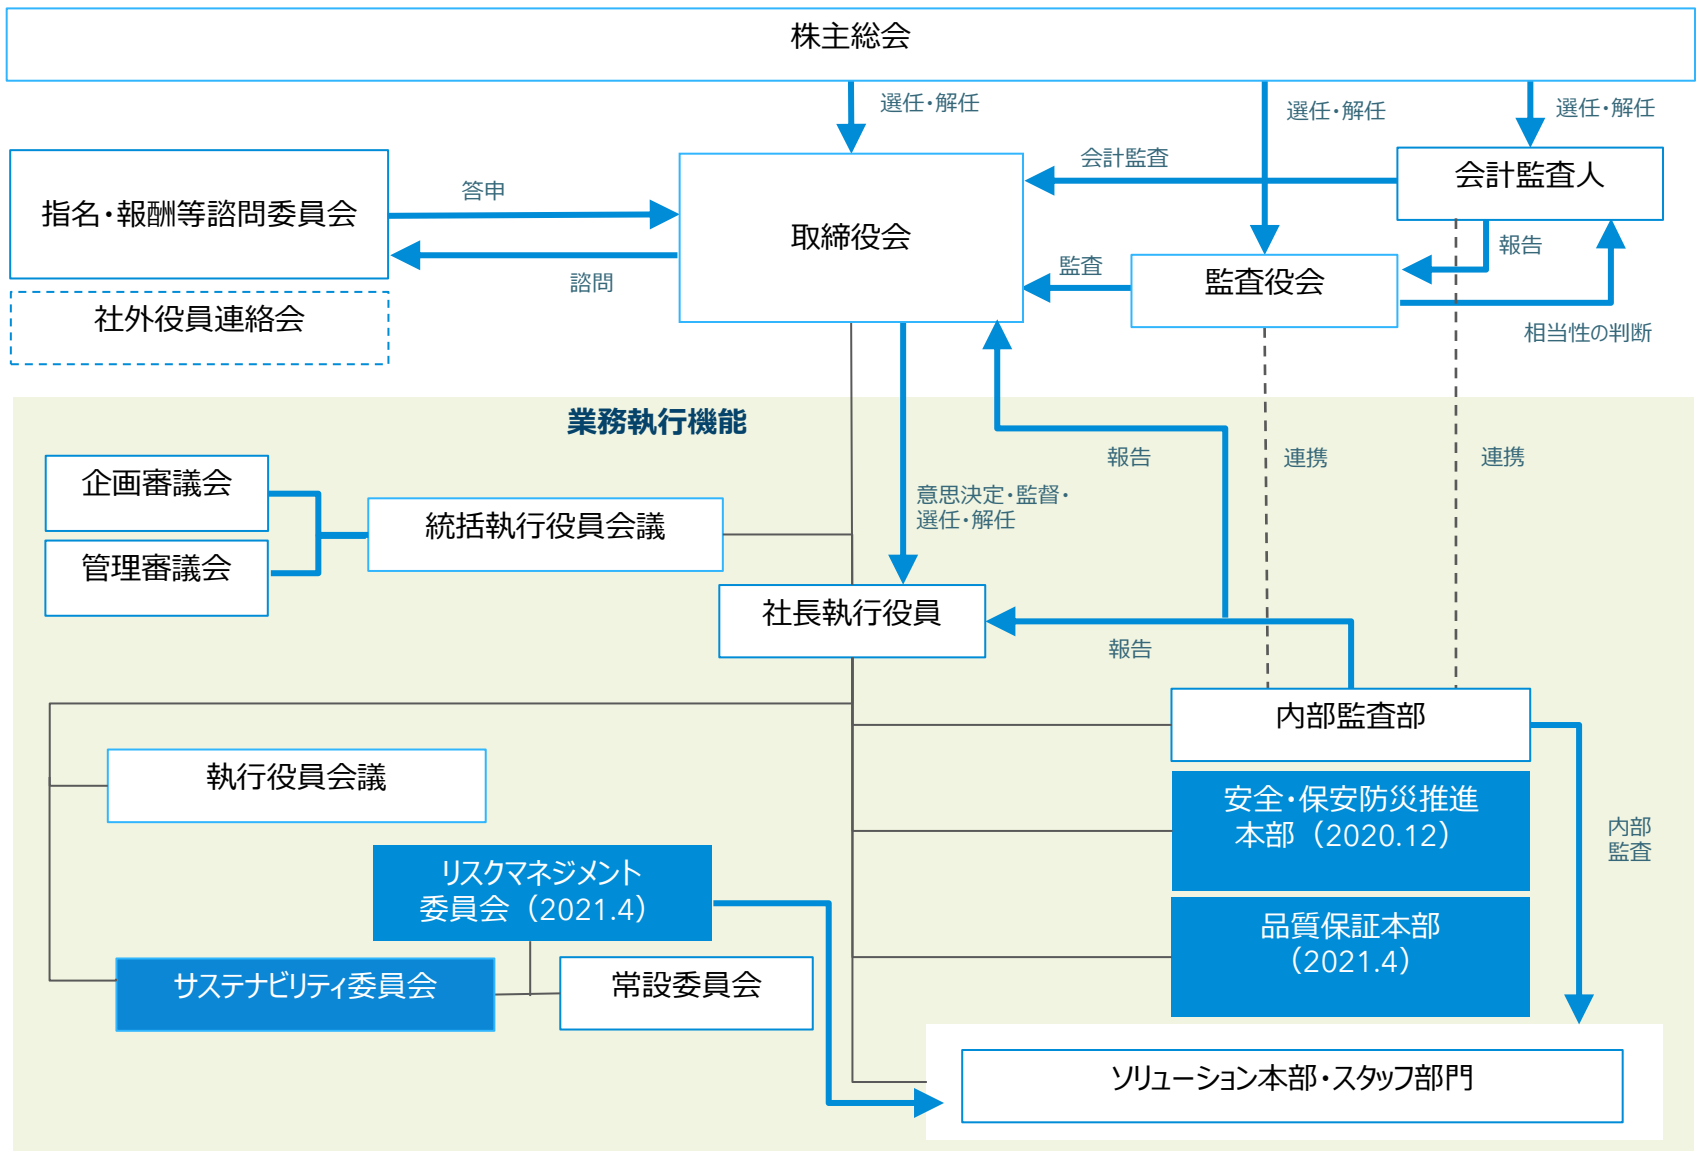 株主総会
選任・解任
選任・解任
選任・解任
会計監査
会計監査人
指名・報酬等諮問委員会
答申
取締役会
諮問
監査
監査役会
報告
社外役員連絡会
相当性の判断
業務執行機能
企画審議会
管理審議会
統括執行役員会議
意思決定・監督・
選任・解任
報告
連携
連携
社長執行役員
報告
内部監査部
執行役員会議
安全・保安防災推進
本部（2020.12）
内部
監査
リスクマネジメント
委員会（2021.4）
品質保証本部
（2021.4）
サステナビリティ委員会
常設委員会
ソリューション本部・スタッフ部門